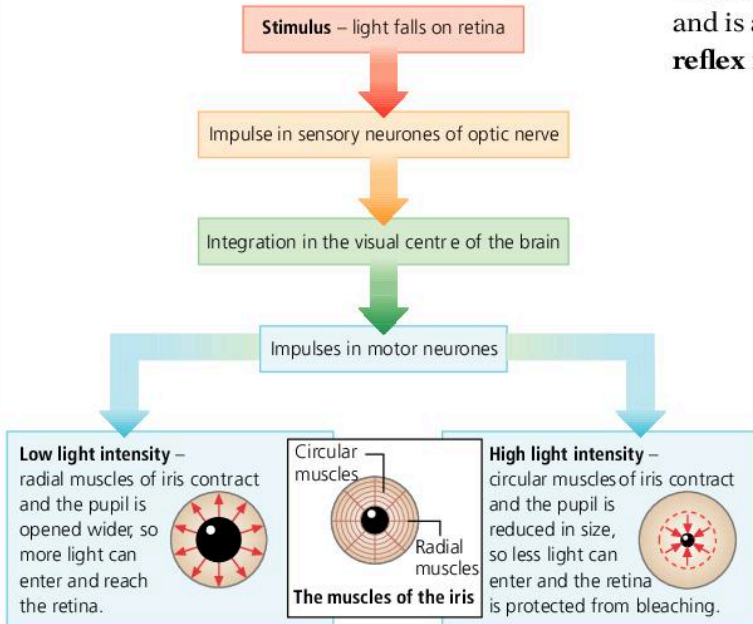 and is a
reflex
Stimulus – light falls on retina
Impulse in sensory neurones of optic nerve
Integration in the visual centre of the brain
Impulses in motor neurones
Low light intensity –
radial muscles of iris contract
and the pupil is
opened wider, so
more light can
enter and reach
the retina.
Circular
muscles
Radial
muscles
The muscles of the iris
High light intensity –
circular muscles of iris contract
and the pupil is
reduced in size,
so less light can
enter and the retina
is protected from bleaching.